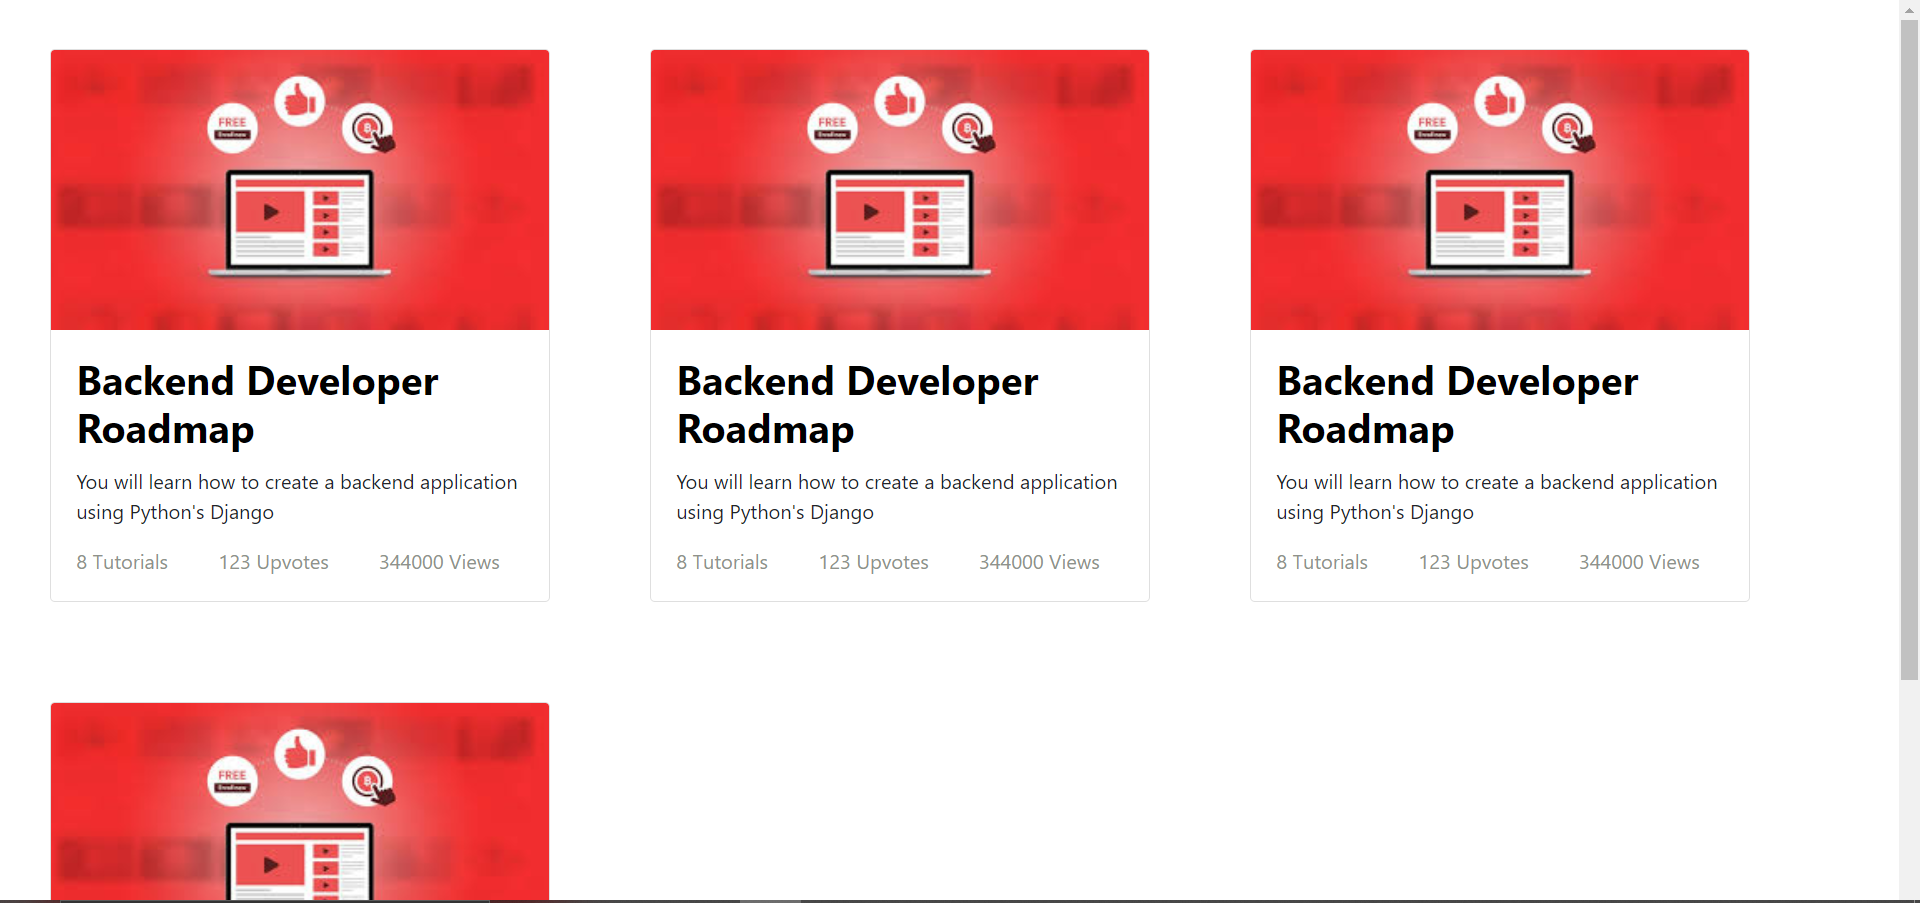 FREE
FREE
FREE
Backend Developer
Roadmap
You will learn how to create a backend application
using Python's Django
8 Tutorials 123 Upvotes 344000 Views
Backend Developer
Roadmap
You will learn how to create a backend application
using Python's Django
8 Tutorials 123 Upvotes 344000 Views
Backend Developer
Roadmap
You will learn how to create a backend application
using Python's Django
8 Tutorials 123 Upvotes 344000 Views
FREE